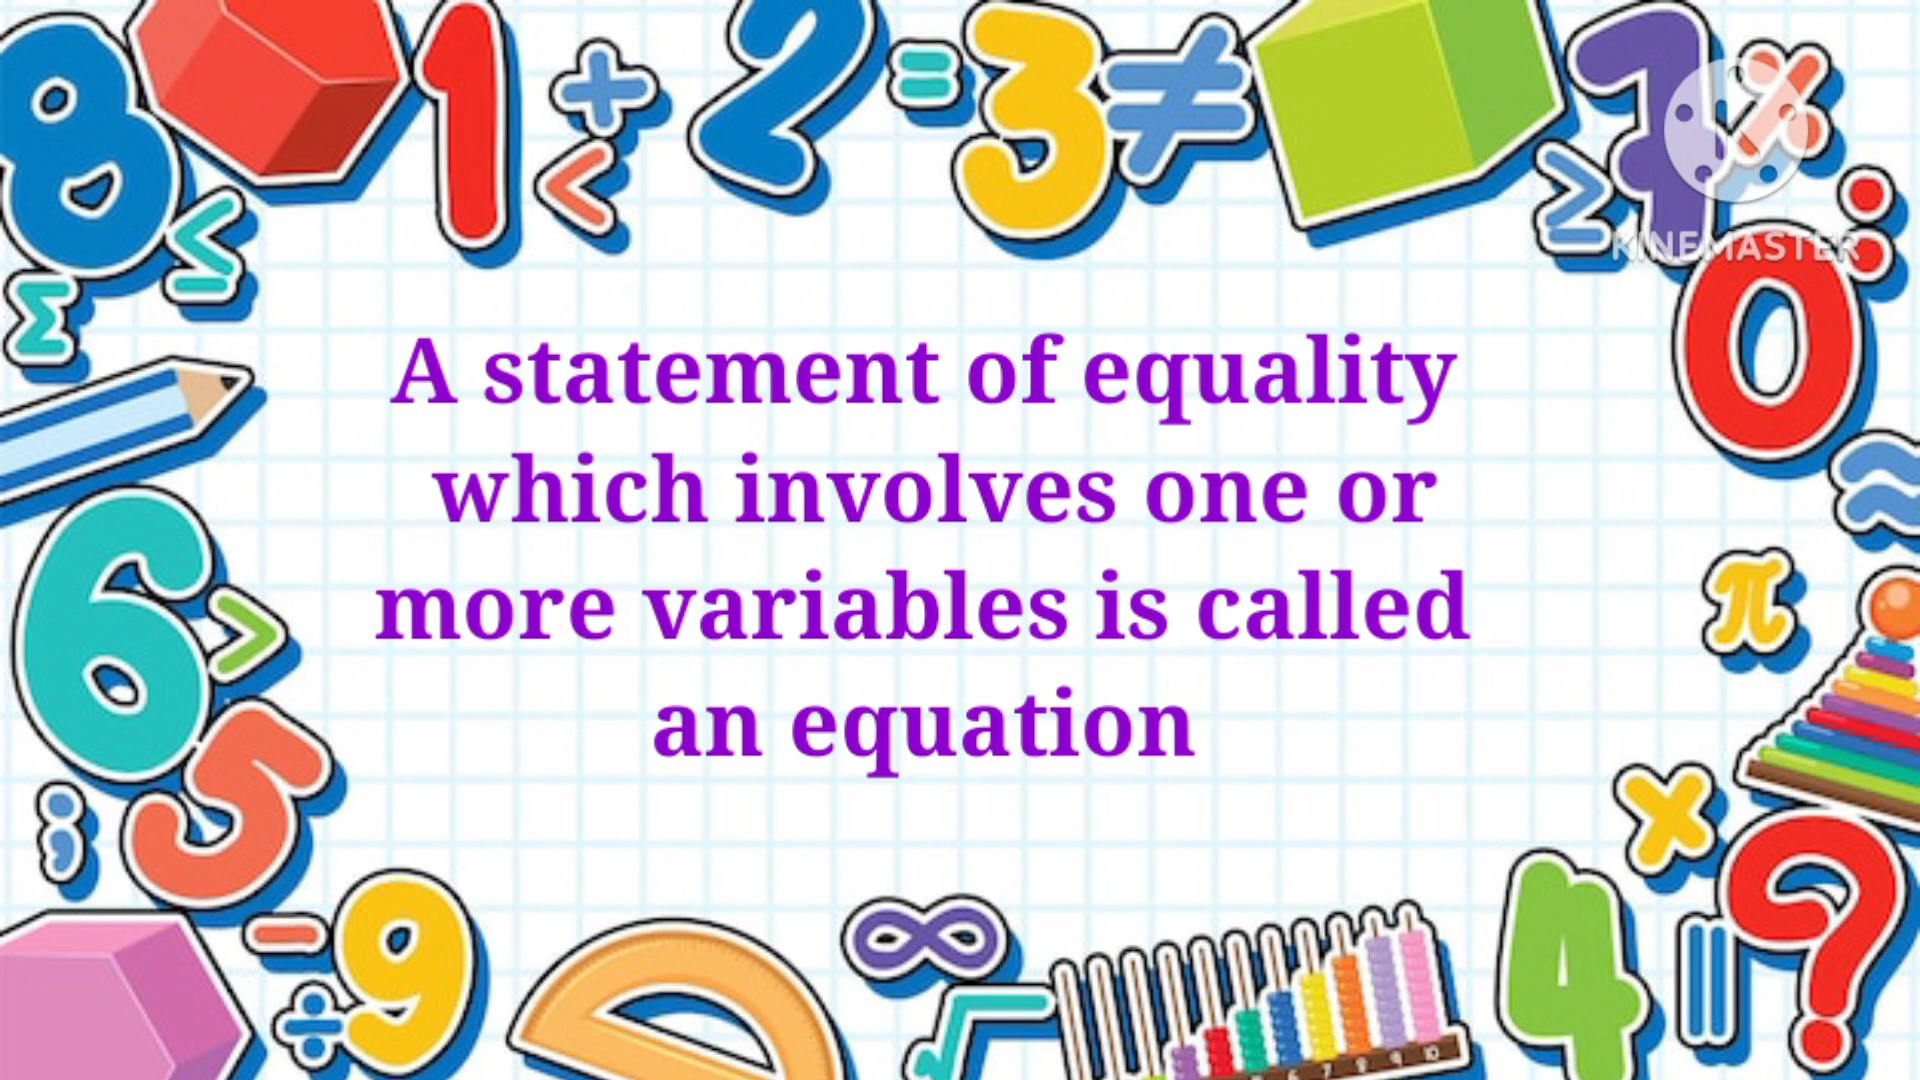 A statement of equality
which involves one or
more variables is called
an equation
KINEMASTER